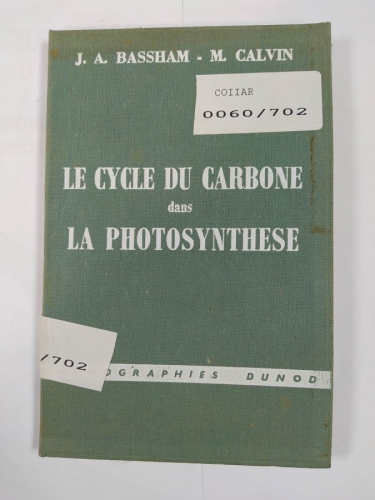 J. A. BASSHAM - M. CALVIN
COIIAR
0060/702
LE CYCLE DU CARBONE
dans
LA PHOTOSYNTHESE
/702
OGRAPHIES DUNOD